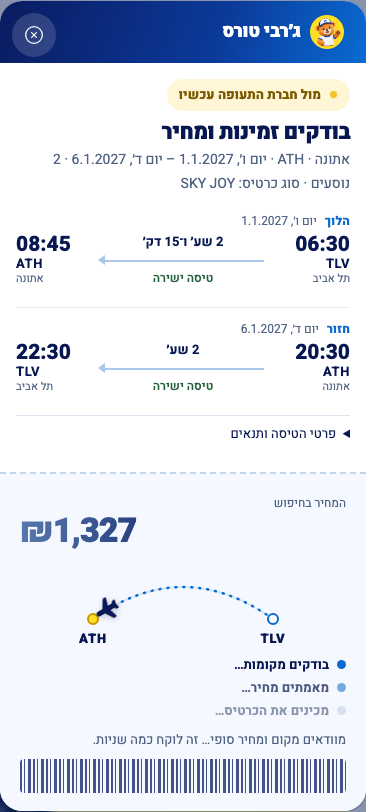 ג׳רבי טורס
מול חברת התעופה עכשיו
בודקים זמינות ומחיר
אתונה · ATH · יום ו׳, 1.1.2027 – יום ד׳, 6.1.2027 · 2
נוסעים · סוג כרטיס: SKY JOY
הלוך יום ו׳, 1.1.2027
06:30
TLV
תל אביב
2 שע׳ ו־15 דק׳
טיסה ישירה
08:45
ATH
אתונה
חזור יום ד׳, 6.1.2027
20:30
ATH
אתונה
2 שע׳
טיסה ישירה
22:30
TLV
תל אביב
פרטי הטיסה ותנאים
המחיר בחיפוש
₪1,327
TLV
ATH
בודקים מקומות...
מאמתים מחיר...
מכינים את הכרטיס...
מוודאים מקום ומחיר סופי... זה לוקח כמה שניות.